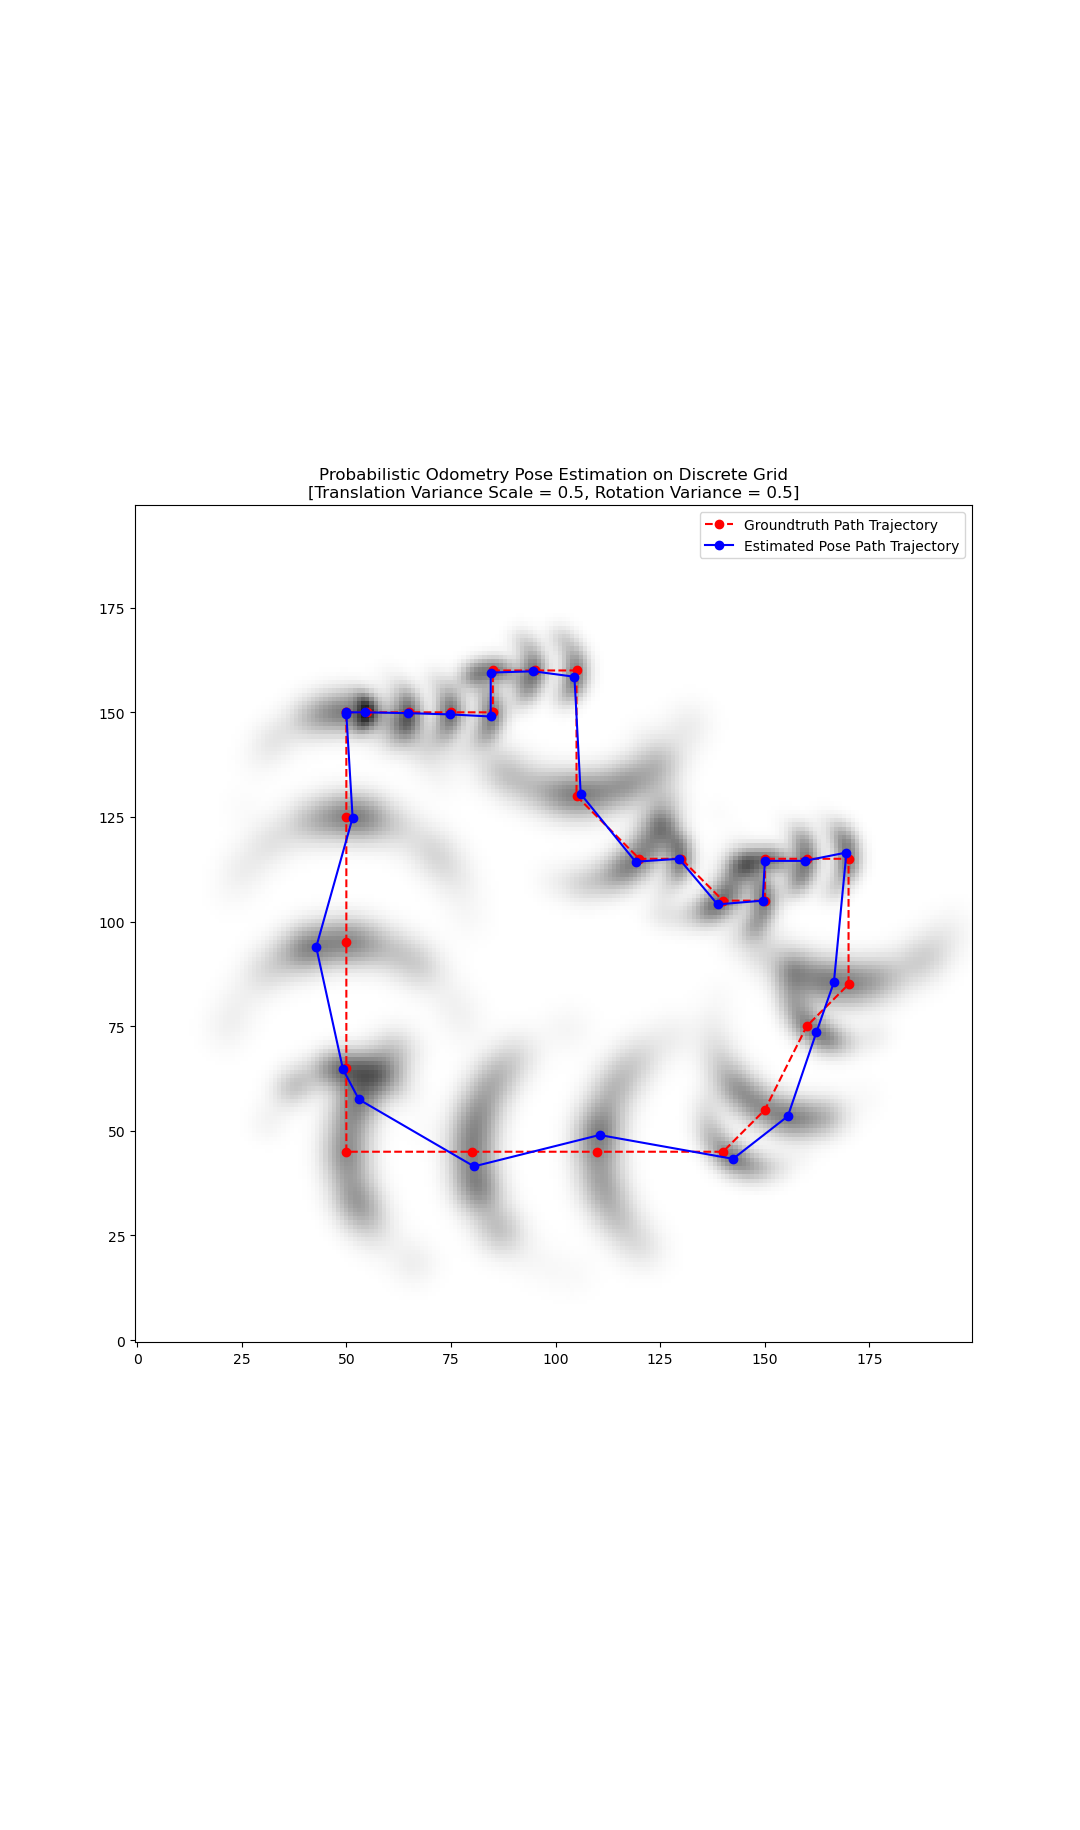 Probabilistic Odometry Pose Estimation on Discrete Grid
[Translation Variance Scale = 0.5, Rotation Variance = 0.5]
Groundtruth Path Trajectory
Estimated Pose Path Trajectory
175
150
125
100
75
50
25
0
0 25 50 75 100 125 150 175